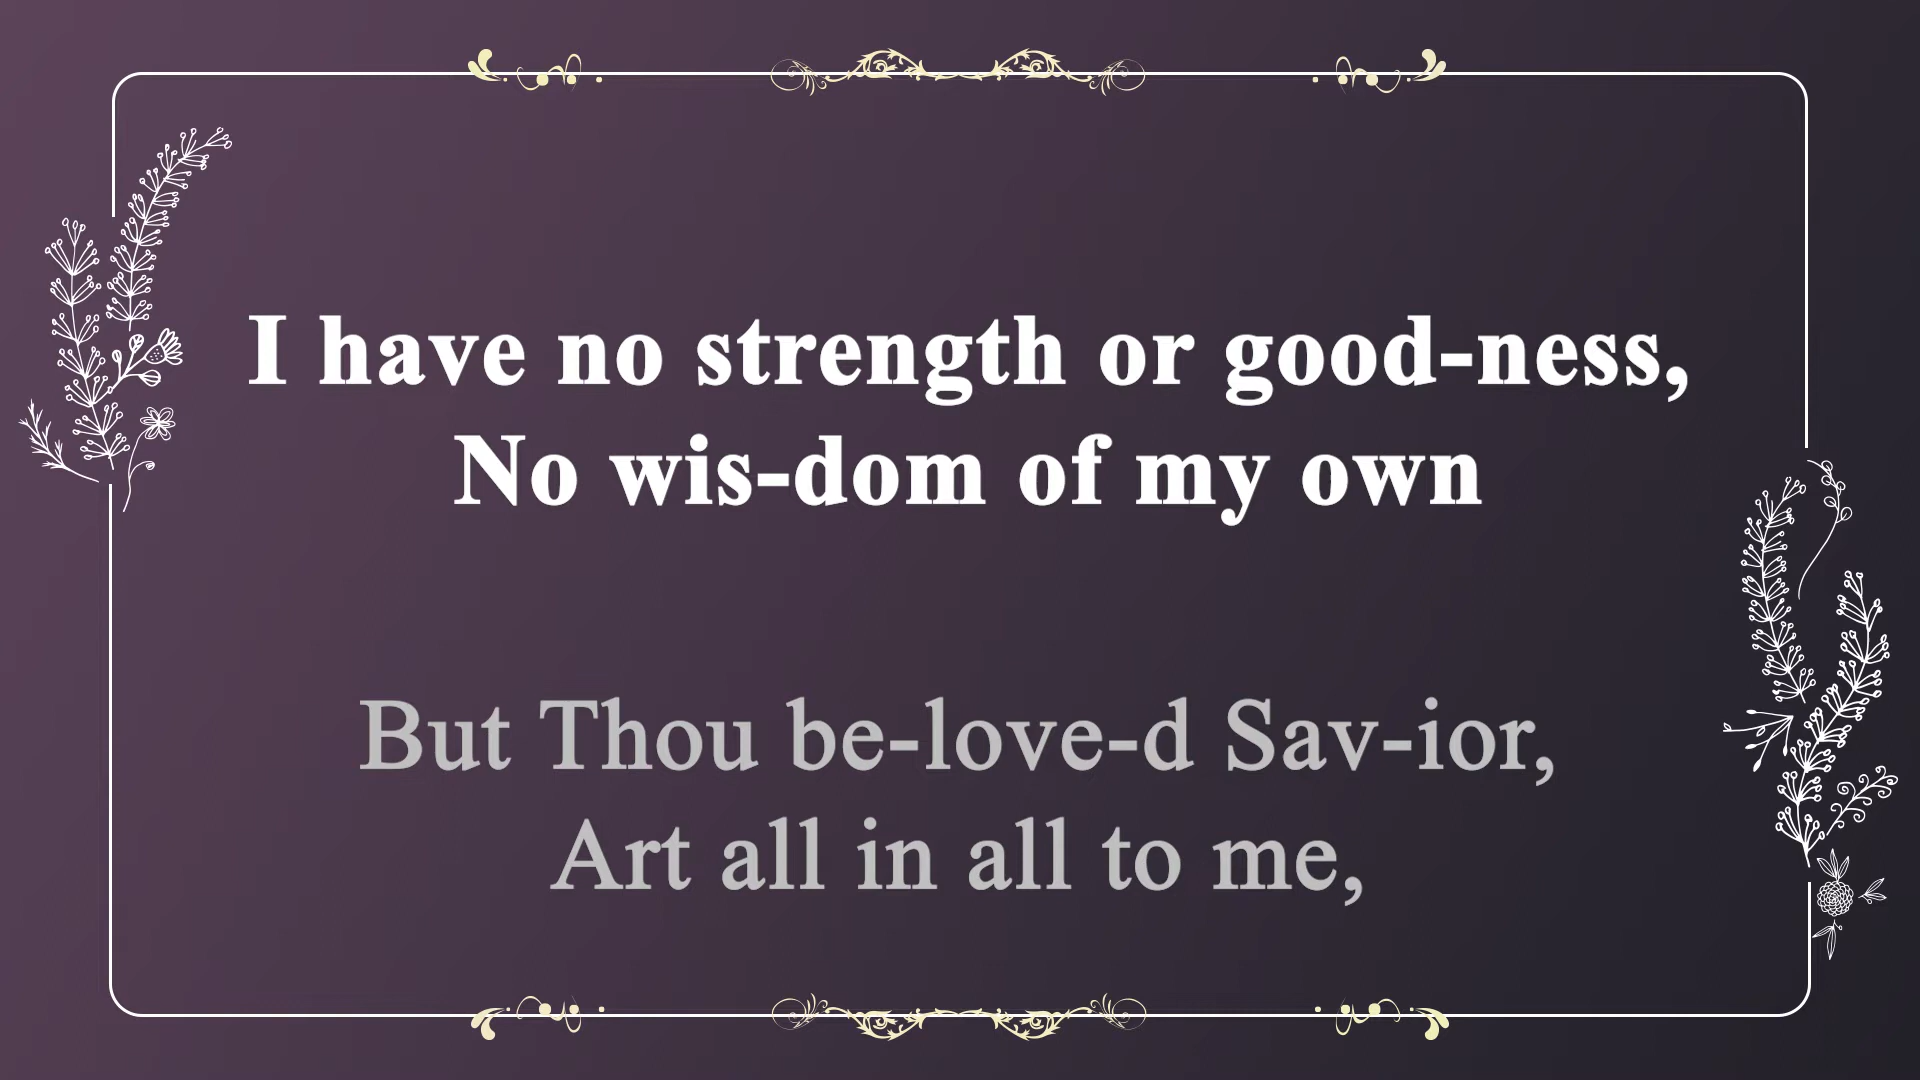 I have no strength or good-ness,
No wis-dom of my own
But Thou be-love-d Sav-ior,
Art all in all to me,